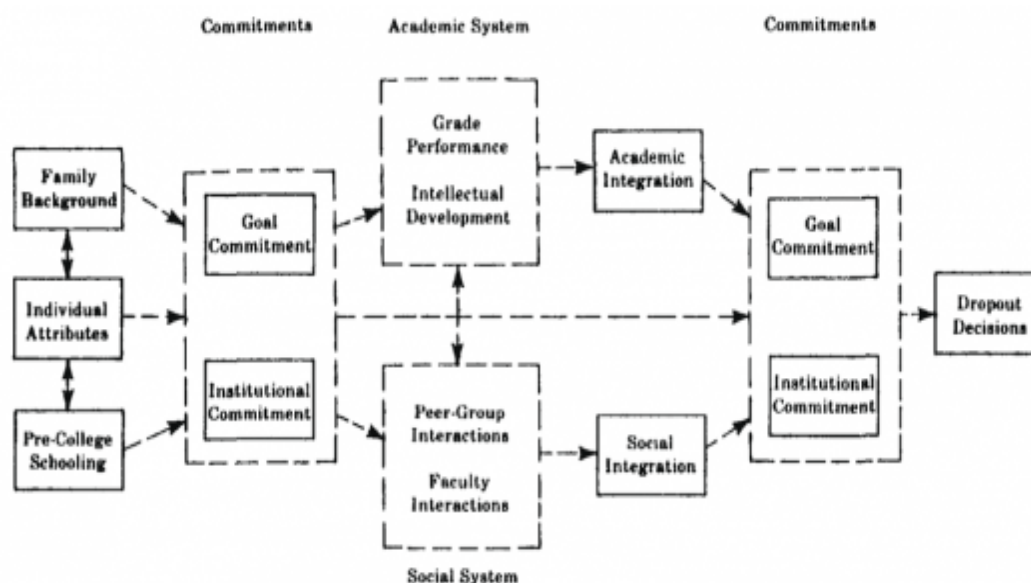 Commitments
Academic System
Commitments
Family
Background
Individual
Attributes
Pre-College
Schooling
Goal
Commitment
Institutional
Commitment
Grade
Performance
Intellectual
Development
Peer-Group
Interactions
Faculty
Interactions
Social System
Academic
Integration
Social
Integration
Goal
Commitment
Institutional
Commitment
Dropout
Decisions